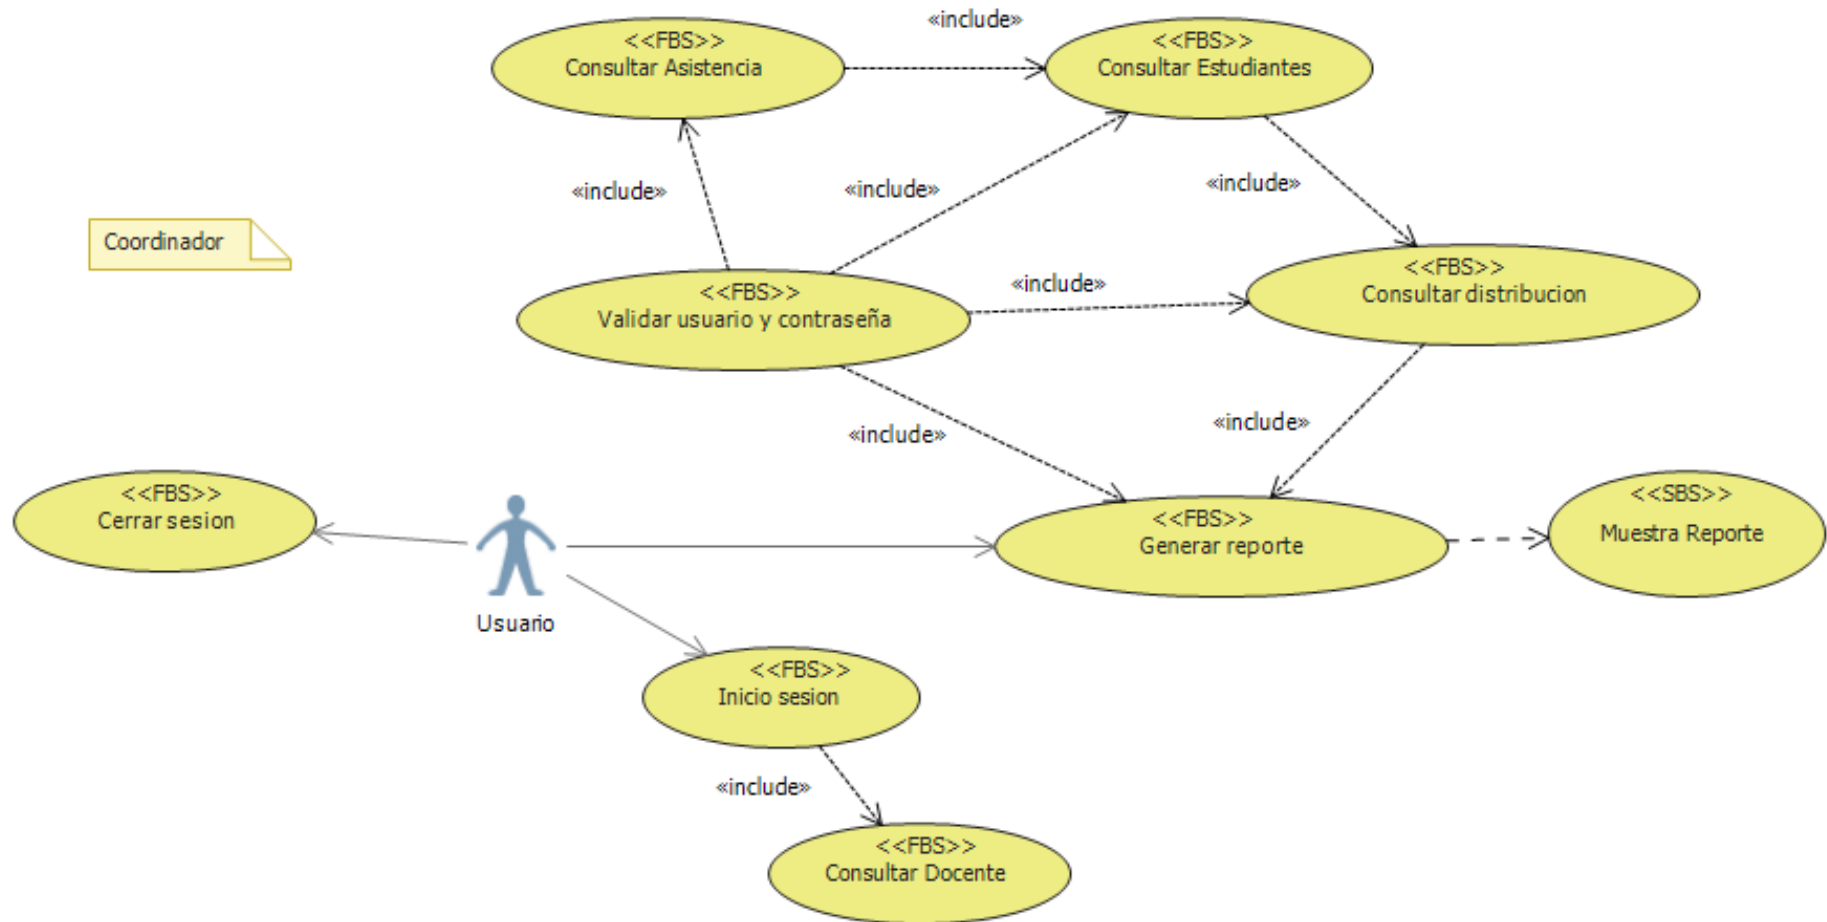 «include»
<<FBS>>
Consultar Asistencia
<<FBS>>
Consultar Estudiantes
«include»
«include»
«include»
Coordinador
<<FBS>>
Validar usuario y contraseña
«include»
<<FBS>>
Consultar distribucion
«include»
«include»
<<FBS>>
Cerrar sesion
Usuario
<<FBS>>
Generar reporte
<<SBS>>
Muestra Reporte
<<FBS>>
Inicio sesion
«include»
<<FBS>>
Consultar Docente